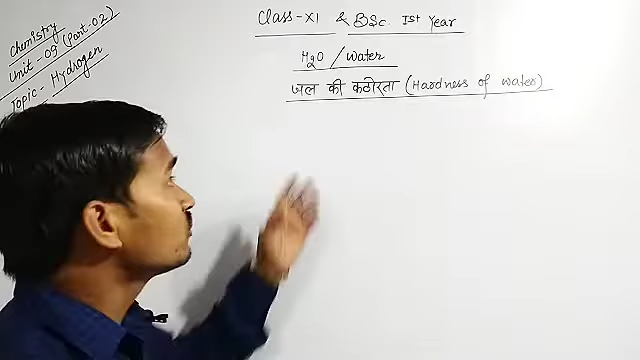 Chemistry
Unit-09 (Part-02)
Topic- Hydrogen
Class-XI & BSc. Ist Year
H2O / Water
जल की कठोरता (Hardness of water)